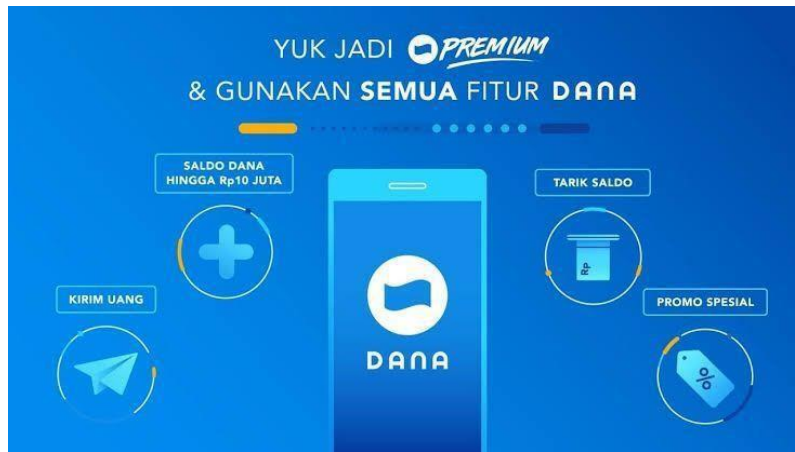 YUK JADI PREMIUM
& GUNAKAN SEMUA FITUR DANA
SALDO DANA
HINGGA Rp10 JUTA
TARIK SALDO
Rp
KIRIM UANG
PROMO SPESIAL
%
DANA